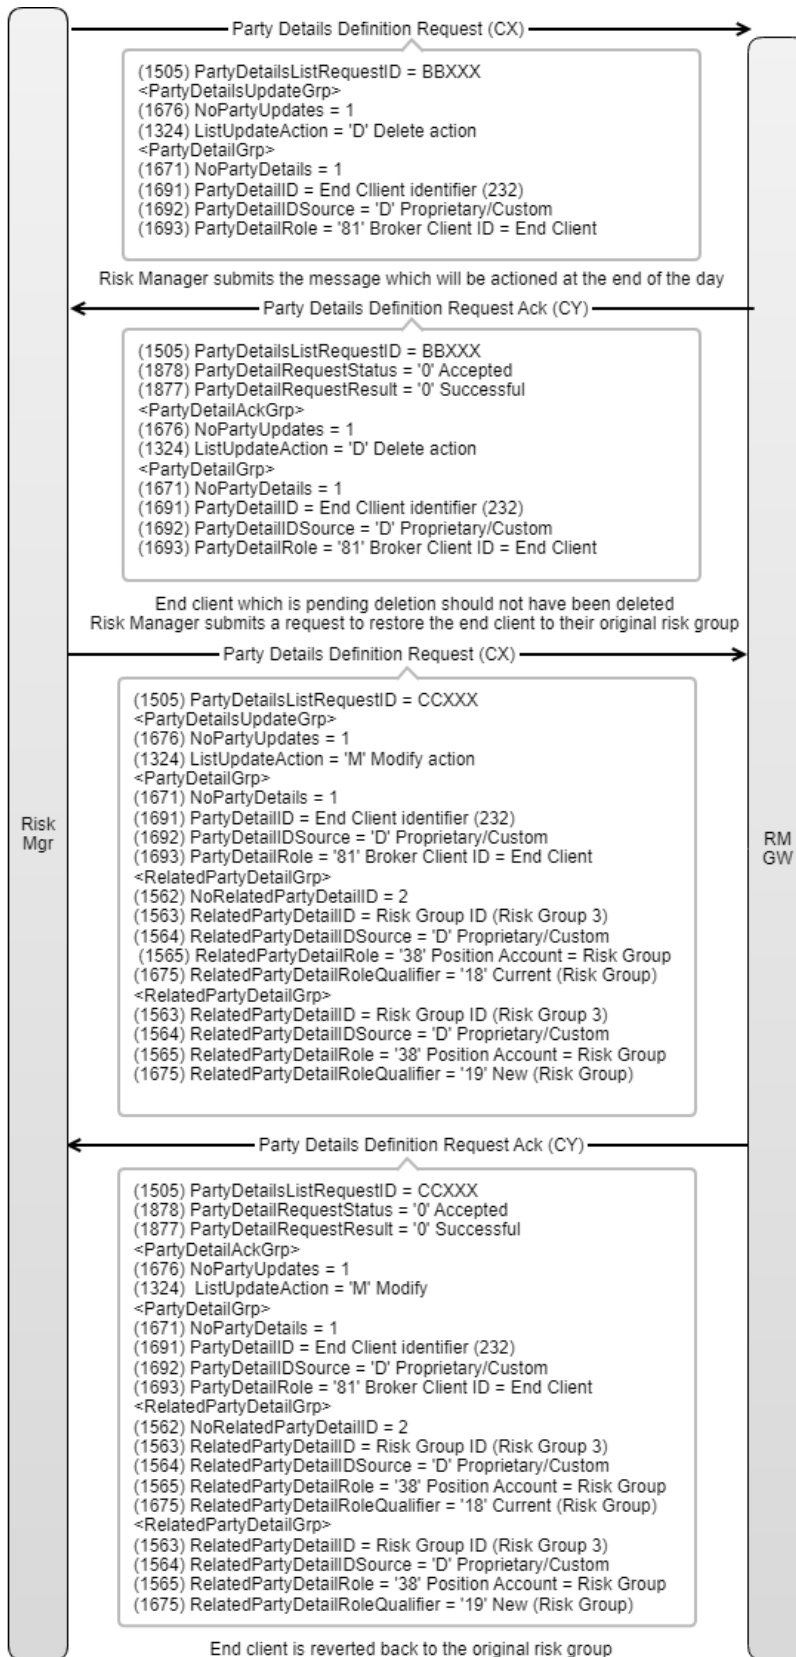 Party Details Definition Request (CX)
(1505) PartyDetailsListRequestID = BBXXX
<PartyDetailsUpdateGrp>
(1676) NoPartyUpdates = 1
(1324) ListUpdateAction = 'D' Delete action
<PartyDetailGrp>
(1671) NoPartyDetails = 1
(1691) PartyDetailID = End Cllient identifier (232)
(1692) PartyDetailIDSource = 'D' Proprietary/Custom
(1693) PartyDetailRole = '81' Broker Client ID = End Client
Risk Manager submits the message which will be actioned at the end of the day
Party Details Definition Request Ack (CY)
(1505) PartyDetailsListRequestID = BBXXX
(1878) PartyDetailRequestStatus = '0' Accepted
(1877) PartyDetailRequestResult = '0' Successful
<PartyDetailAckGrp>
(1676) NoPartyUpdates = 1
(1324) ListUpdateAction = 'D' Delete action
<PartyDetailGrp>
(1671) NoPartyDetails = 1
(1691) PartyDetailID = End Cllient identifier (232)
(1692) PartyDetailIDSource = 'D' Proprietary/Custom
(1693) PartyDetailRole = '81' Broker Client ID = End Client
End client which is pending deletion should not have been deleted
Risk Manager submits a request to restore the end client to their original risk group
Party Details Definition Request (CX)
(1505) PartyDetailsListRequestID = CCXXX
<PartyDetailsUpdateGrp>
(1676) NoPartyUpdates = 1
(1324) ListUpdateAction = 'M' Modify action
<PartyDetailGrp>
(1671) NoPartyDetails = 1
(1691) PartyDetailID = End Client identifier (232)
(1692) PartyDetailIDSource = 'D' Proprietary/Custom
(1693) PartyDetailRole = '81' Broker Client ID = End Client
<RelatedPartyDetailGrp>
(1562) NoRelatedPartyDetailID = 2
(1563) RelatedPartyDetailID = Risk Group ID (Risk Group 3)
(1564) RelatedPartyDetailIDSource = 'D' Proprietary/Custom
(1565) RelatedPartyDetailRole = '38' Position Account = Risk Group
(1675) RelatedPartyDetailRoleQualifier = '18' Current (Risk Group)
<RelatedPartyDetailGrp>
(1563) RelatedPartyDetailID = Risk Group ID (Risk Group 3)
(1564) RelatedPartyDetailIDSource = 'D' Proprietary/Custom
(1565) RelatedPartyDetailRole = '38' Position Account = Risk Group
(1675) RelatedPartyDetailRoleQualifier = '19' New (Risk Group)
Risk
Mgr
RM
GW
Party Details Definition Request Ack (CY)
(1505) PartyDetailsListRequestID = CCXXX
(1878) PartyDetailRequestStatus = '0' Accepted
(1877) PartyDetailRequestResult = '0' Successful
<PartyDetailAckGrp>
(1676) NoPartyUpdates = 1
(1324) ListUpdateAction = 'M' Modify
<PartyDetailGrp>
(1671) NoPartyDetails = 1
(1691) PartyDetailID = End Client identifier (232)
(1692) PartyDetailIDSource = 'D' Proprietary/Custom
(1693) PartyDetailRole = '81' Broker Client ID = End Client
<RelatedPartyDetailGrp>
(1562) NoRelatedPartyDetailID = 2
(1563) RelatedPartyDetailID = Risk Group ID (Risk Group 3)
(1564) RelatedPartyDetailIDSource = 'D' Proprietary/Custom
(1565) RelatedPartyDetailRole = '38' Position Account = Risk Group
(1675) RelatedPartyDetailRoleQualifier = '18' Current (Risk Group)
<RelatedPartyDetailGrp>
(1563) RelatedPartyDetailID = Risk Group ID (Risk Group 3)
(1564) RelatedPartyDetailIDSource = 'D' Proprietary/Custom
(1565) RelatedPartyDetailRole = '38' Position Account = Risk Group
(1675) RelatedPartyDetailRoleQualifier = '19' New (Risk Group)
End client is reverted back to the original risk group